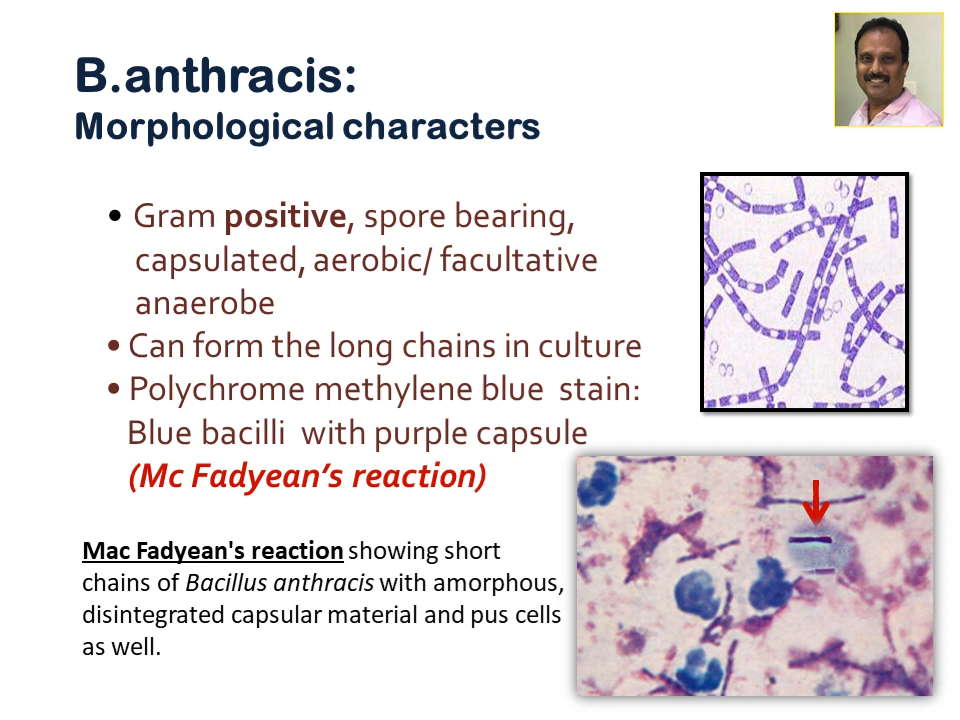 B.anthracis:
Morphological characters
• Gram positive, spore bearing,
capsulated, aerobic/ facultative
anaerobe
• Can form the long chains in culture
• Polychrome methylene blue  stain:
Blue bacilli  with purple capsule
(Mc Fadyean’s reaction)
Mac Fadyean's reaction showing short
chains of Bacillus anthracis with amorphous,
disintegrated capsular material and pus cells
as well.